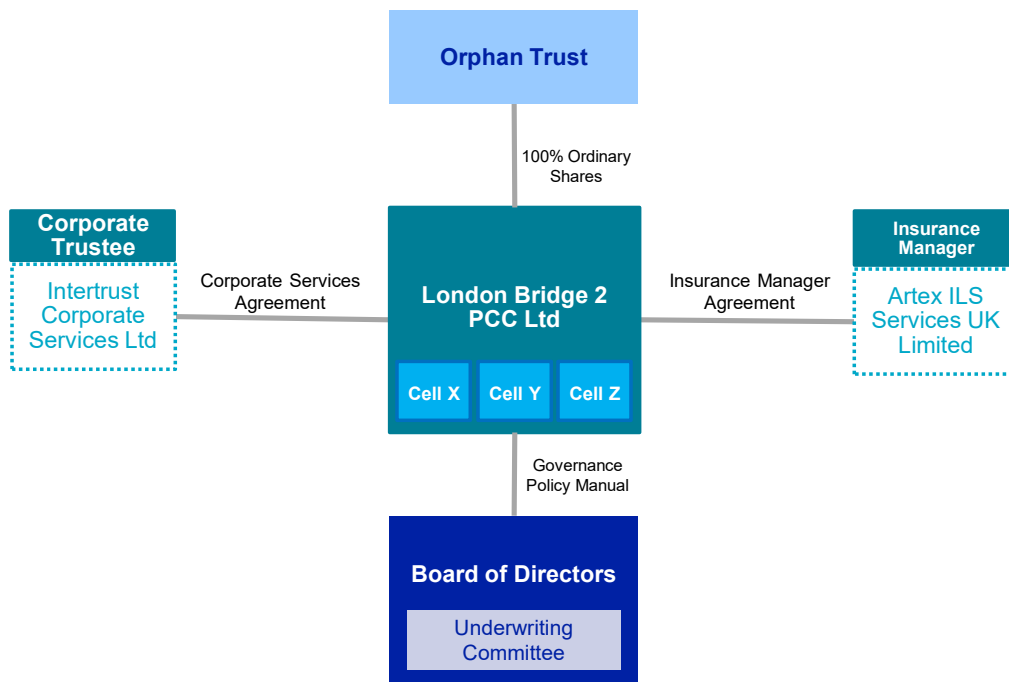 Orphan Trust
100% Ordinary
Shares
Corporate
Trustee
Intertrust
Corporate
Services Ltd
Corporate Services
Agreement
London Bridge 2
PCC Ltd
Cell X
Cell Y
Cell Z
Insurance Manager
Agreement
Insurance
Manager
Artex ILS
Services UK
Limited
Governance
Policy Manual
Board of Directors
Underwriting
Committee